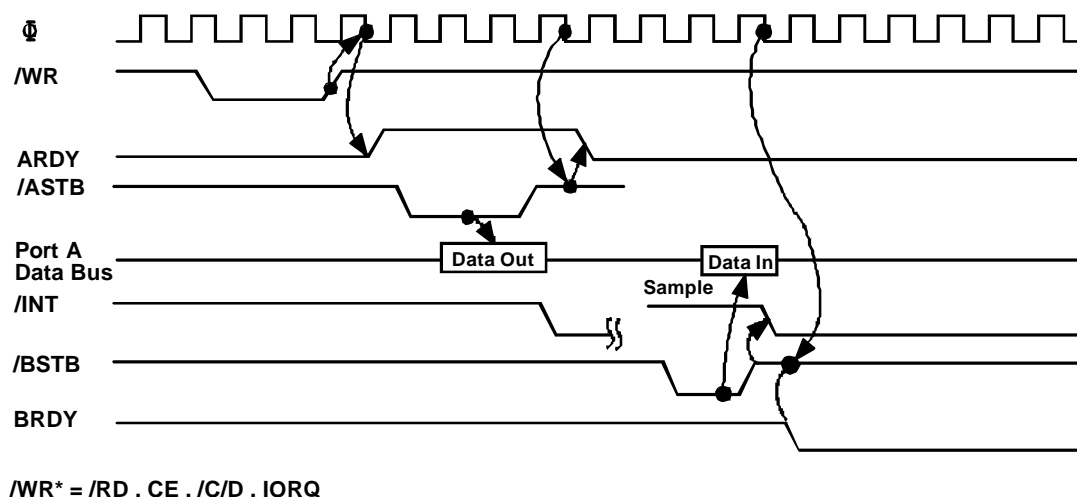 Φ
/WR
ARDY
/ASTB
Port A
Data Bus
Data Out
Data In
/INT
Sample
/BSTB
BRDY
/WR* = /RD . CE . /C/D . IORQ